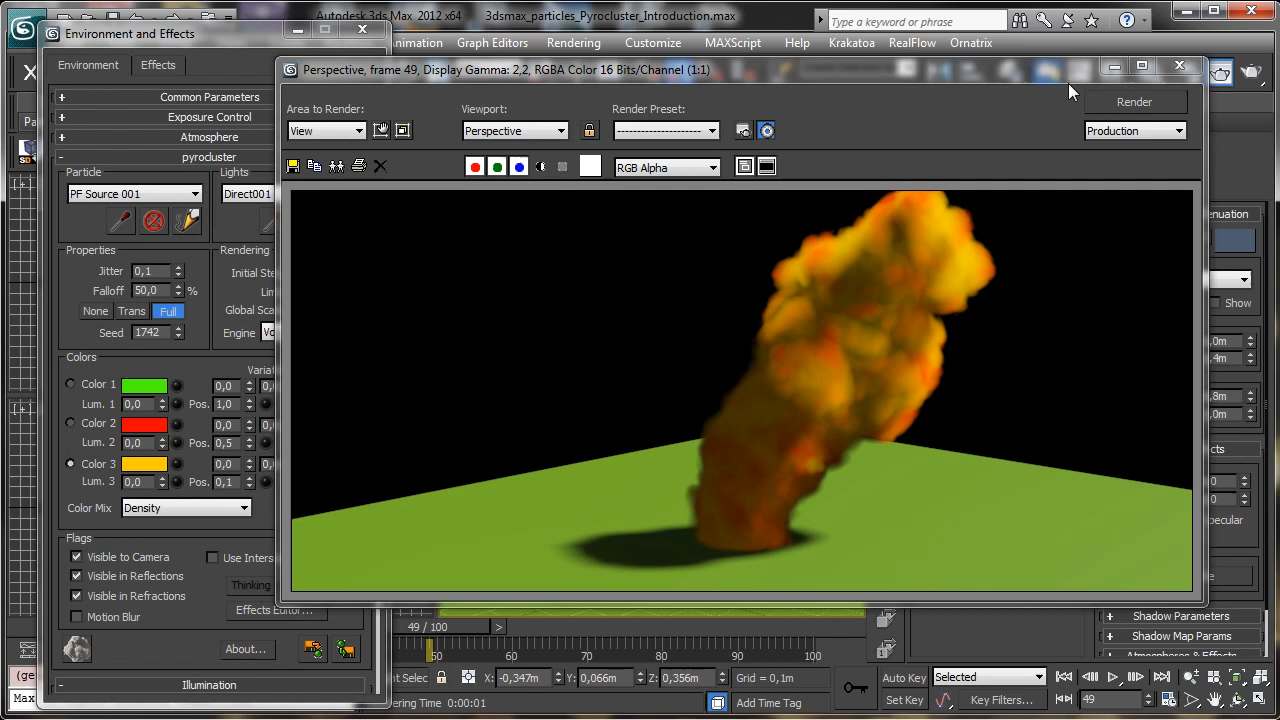 Autodesk 3ds Max 2012 x64 3dsmax_particles_Pyrocluster_Introduction.max
Type a keyword or phrase
Environment and Effects
Animation Graph Editors Rendering Customize MAXScript Help Krakatoa RealFlow Ornatrix
Environment Effects
Perspective, frame 49, Display Gamma: 2,2, RGBA Color 16 Bits/Channel (1:1)
Common Parameters
Exposure Control
Atmosphere
pyrocluster
Area to Render: Viewport: Render Preset: Render
View Perspective Production
RGB Alpha
Particle Lights
PF Source 001 Direct001
Properties Rendering
Jitter 0,1 Initial Ste
Falloff 50,0 %
None Trans Full Global Sca
Seed 1742 Engine
Show
Colors
Color 1 0,0
Lum. 1 0,0 Pos. 1,0
Color 2 0,0
Lum. 2 0,0 Pos. 0,5
Color 3 0,0
Lum. 3 0,0 Pos. 0,1
Color Mix Density
Flags
Visible to Camera Use Inters
Visible in Reflections
Visible in Refractions Thinking
Motion Blur Effects Editor...
About...
Illumination
49 / 100 >
50 60 70 80 90 100
Shadow Parameters
Shadow Map Params
Atmospheres & Effects
X: -0,347m Y: 0,066m Z: 0,356m Grid = 0,1m
Auto Key Selected
Add Time Tag Set Key Key Filters... 49
Rendering Time 0:00:01